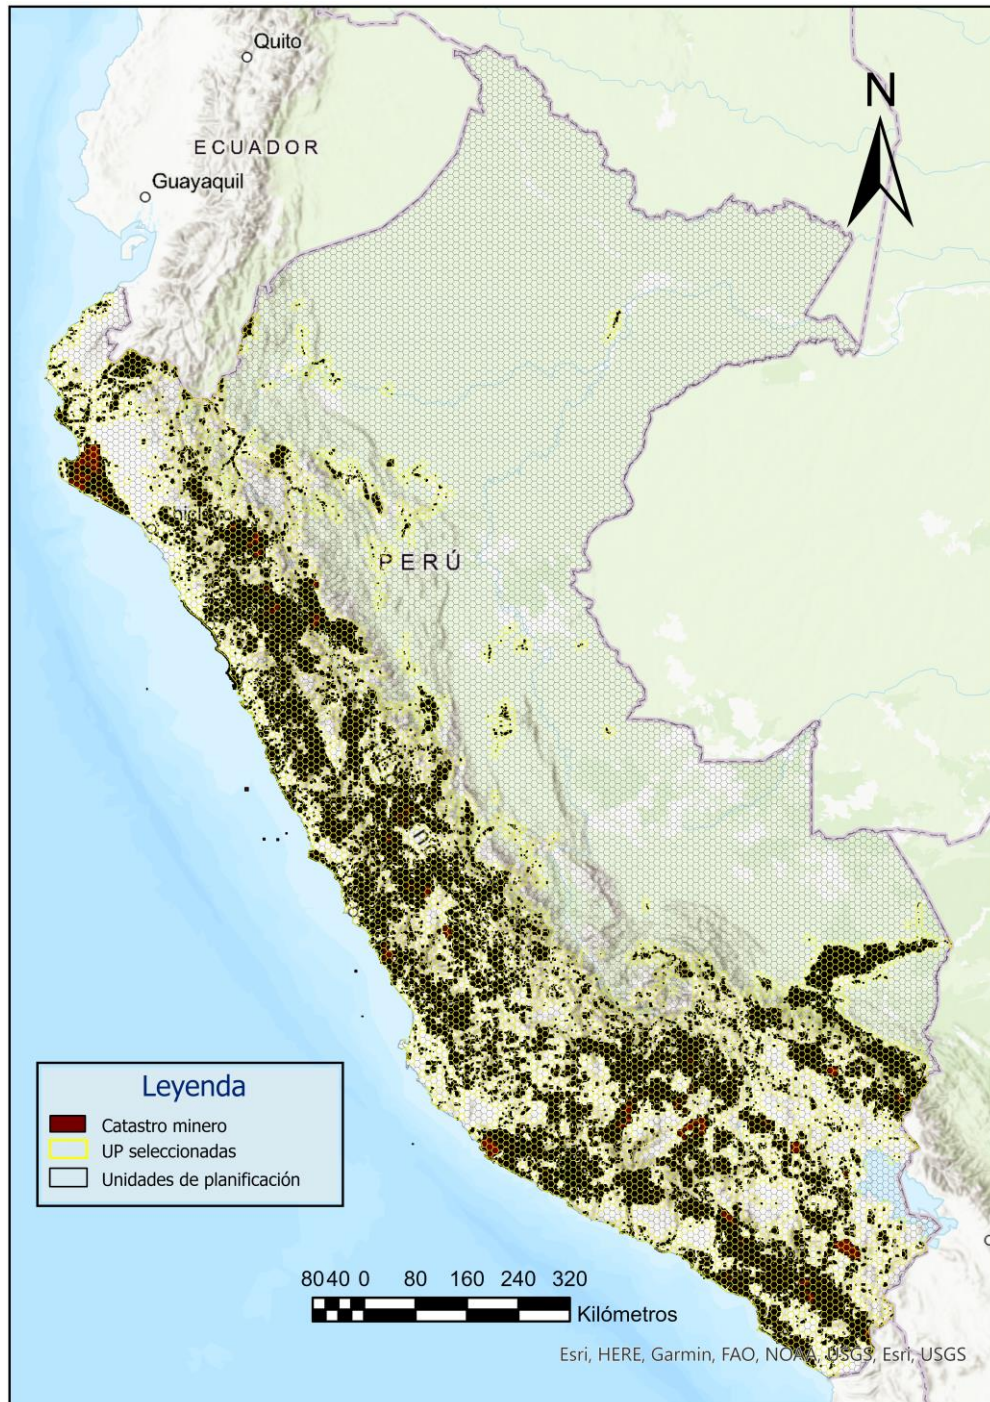 Quito
N
ECUADOR
Guayaquil
PERÚ
Leyenda
Catastro minero
UP seleccionadas
Unidades de planificación
80 40 0 80 160 240 320
Kilómetros
Esri, HERE, Garmin, FAO, NOAA, USGS, Esri, USGS